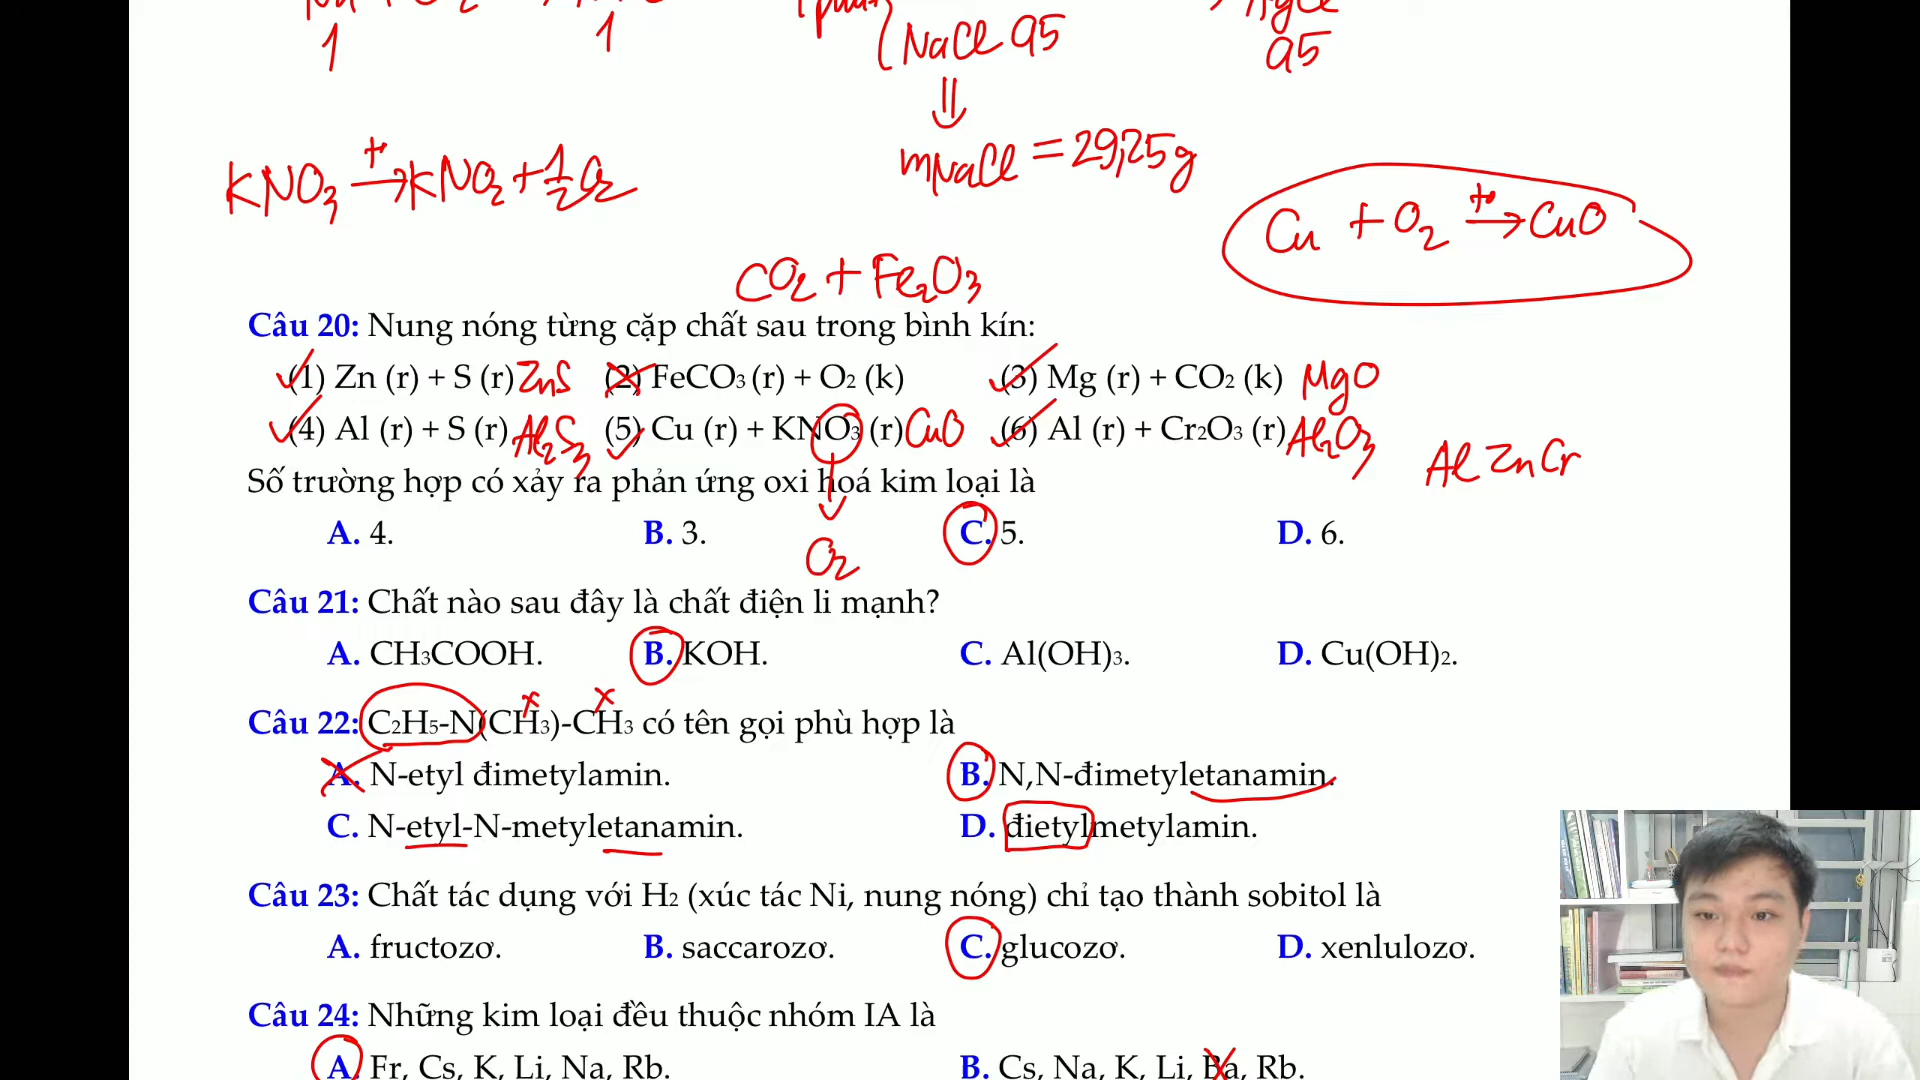 1 1 NaCl 0,5 0,5
⇓
KNO3 t° → KNO2 + 1/2 O2 mNaCl = 29,25g
Cu + O2 t° → CuO
CO2 + Fe2O3
Câu 20: Nung nóng từng cặp chất sau trong bình kín:
(1) Zn (r) + S (r) ZnS (2) FeCO3 (r) + O2 (k) (3) Mg (r) + CO2 (k) MgO
(4) Al (r) + S (r) Al2S3 (5) Cu (r) + KNO3 (r) CuO (6) Al (r) + Cr2O3 (r) Al2O3 Al Zn Cr
Số trường hợp có xảy ra phản ứng oxi hoá kim loại là
A. 4. B. 3. C. 5. D. 6.
O2
Câu 21: Chất nào sau đây là chất điện li mạnh?
A. CH3COOH. B. KOH. C. Al(OH)3. D. Cu(OH)2.
Câu 22: C2H5-N(CH3)-CH3 có tên gọi phù hợp là
A. N-etyl đimetylamin. B. N,N-đimetyletanamin.
C. N-etyl-N-metyletanamin. D. đietylmetylamin.
Câu 23: Chất tác dụng với H2 (xúc tác Ni, nung nóng) chỉ tạo thành sobitol là
A. fructozơ. B. saccarozơ. C. glucozơ. D. xenlulozơ.
Câu 24: Những kim loại đều thuộc nhóm IA là
A. Fr, Cs, K, Li, Na, Rb. B. Cs, Na, K, Li, Ba, Rb.